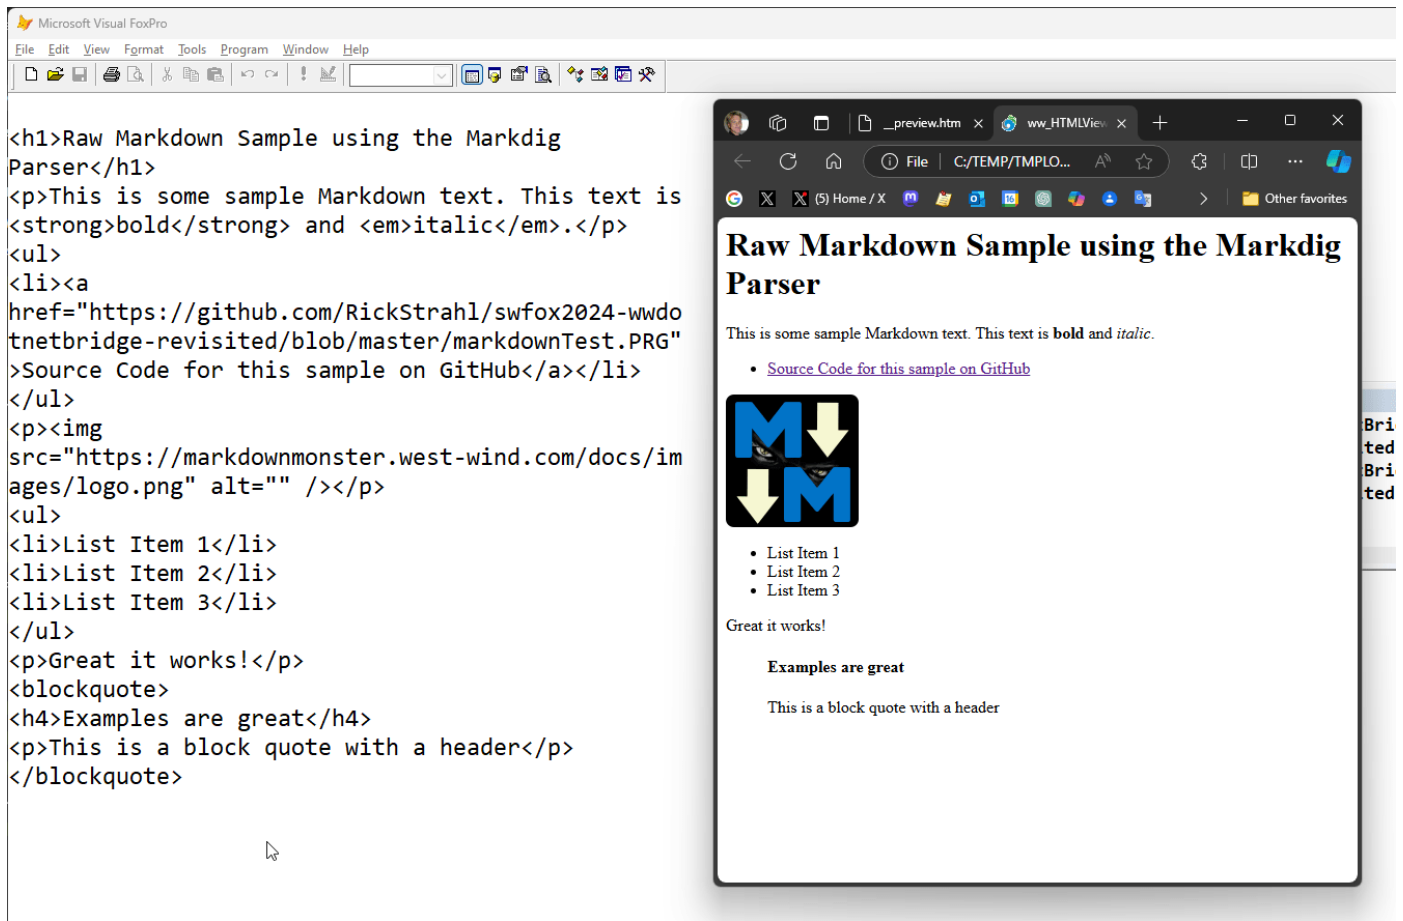 Microsoft Visual FoxPro
File Edit View Format Tools Program Window Help
<h1>Raw Markdown Sample using the Markdig
Parser</h1>
<p>This is some sample Markdown text. This text is
<strong>bold</strong> and <em>italic</em>.</p>
<ul>
<li><a
href="https://github.com/RickStrahl/swfox2024-wwdo
tnetbridge-revisited/blob/master/markdownTest.PRG"
>Source Code for this sample on GitHub</a></li>
</ul>
<p><img
src="https://markdownmonster.west-wind.com/docs/im
ages/logo.png" alt="" /></p>
<ul>
<li>List Item 1</li>
<li>List Item 2</li>
<li>List Item 3</li>
</ul>
<p>Great it works!</p>
<blockquote>
<h4>Examples are great</h4>
<p>This is a block quote with a header</p>
</blockquote>
__preview.htm
ww_HTMLView
File C:/TEMP/TMPLO...
(5) Home / X
16
Other favorites
Raw Markdown Sample using the Markdig
Parser
This is some sample Markdown text. This text is bold and italic.
• Source Code for this sample on GitHub
M
M
• List Item 1
• List Item 2
• List Item 3
Great it works!
Examples are great
This is a block quote with a header
Bri
ted
Bri
ted